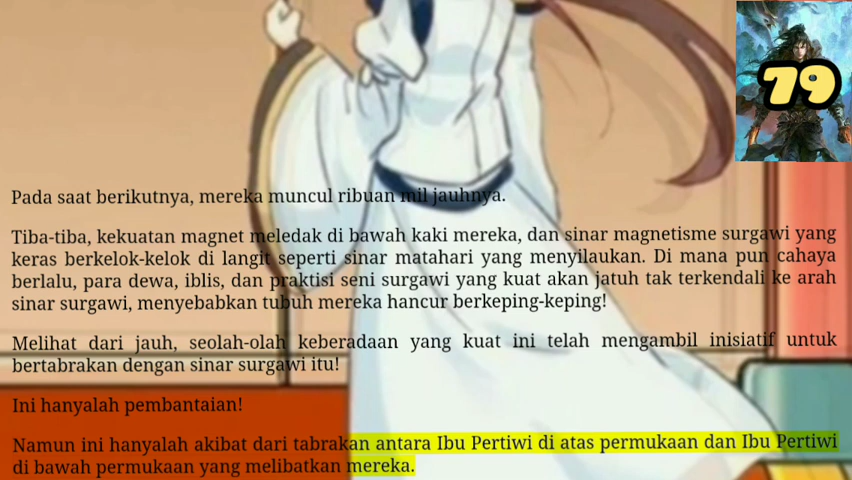 79
Pada saat berikutnya, mereka muncul ribuan mil jauhnya.
Tiba-tiba, kekuatan magnet meledak di bawah kaki mereka, dan sinar magnetisme surgawi yang
keras berkelok-kelok di langit seperti sinar matahari yang menyilaukan. Di mana pun cahaya
berlalu, para dewa, iblis, dan praktisi seni surgawi yang kuat akan jatuh tak terkendali ke arah
sinar surgawi, menyebabkan tubuh mereka hancur berkeping-keping!
Melihat dari jauh, seolah-olah keberadaan yang kuat ini telah mengambil inisiatif untuk
bertabrakan dengan sinar surgawi itu!
Ini hanyalah pembantaian!
Namun ini hanyalah akibat dari tabrakan antara Ibu Pertiwi di atas permukaan dan Ibu Pertiwi
di bawah permukaan yang melibatkan mereka.